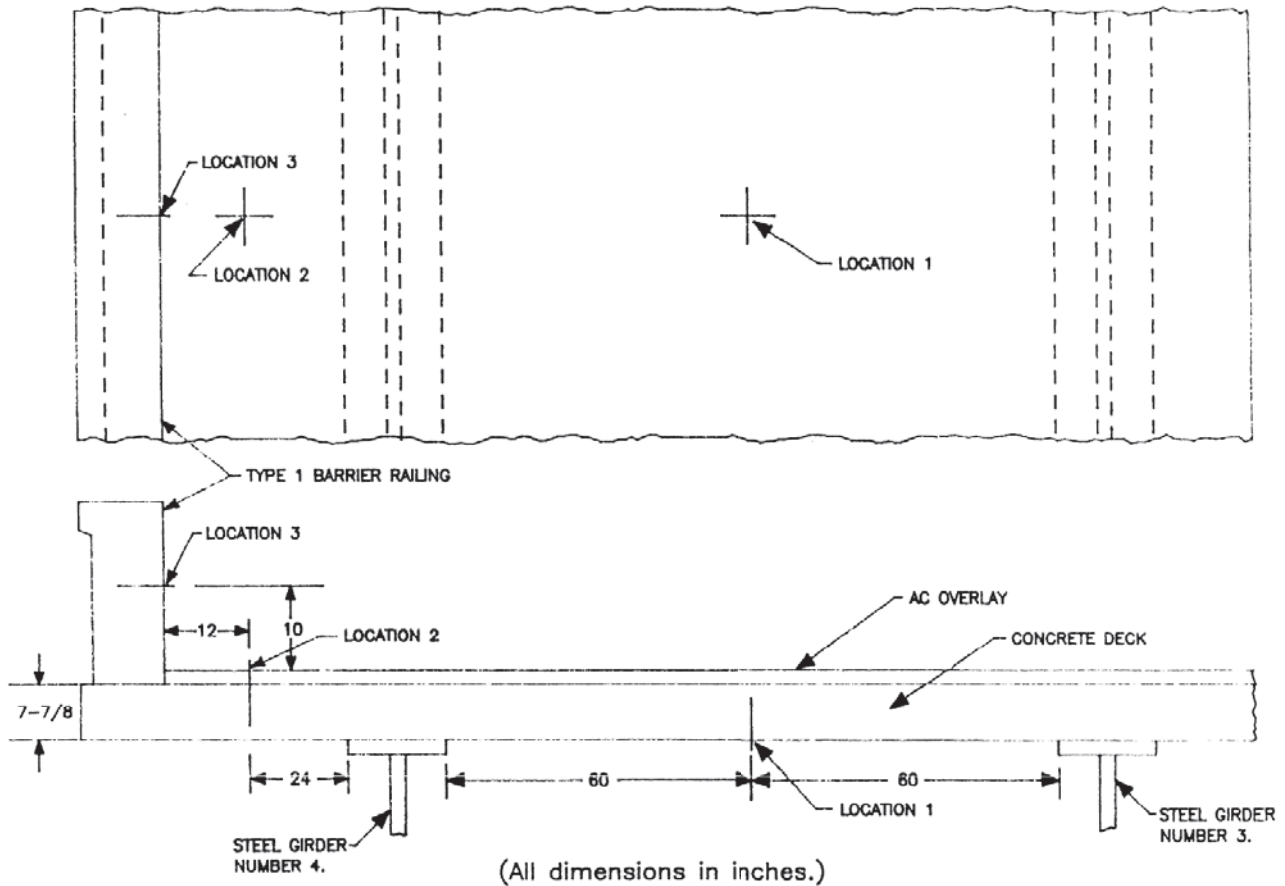 LOCATION 3
LOCATION 2
LOCATION 1
TYPE 1 BARRIER RAILING
LOCATION 3
AC OVERLAY
12
10
LOCATION 2
CONCRETE DECK
7-7/8
24
60
60
LOCATION 1
STEEL GIRDER
NUMBER 4.
STEEL GIRDER
NUMBER 3.
(All dimensions in inches.)